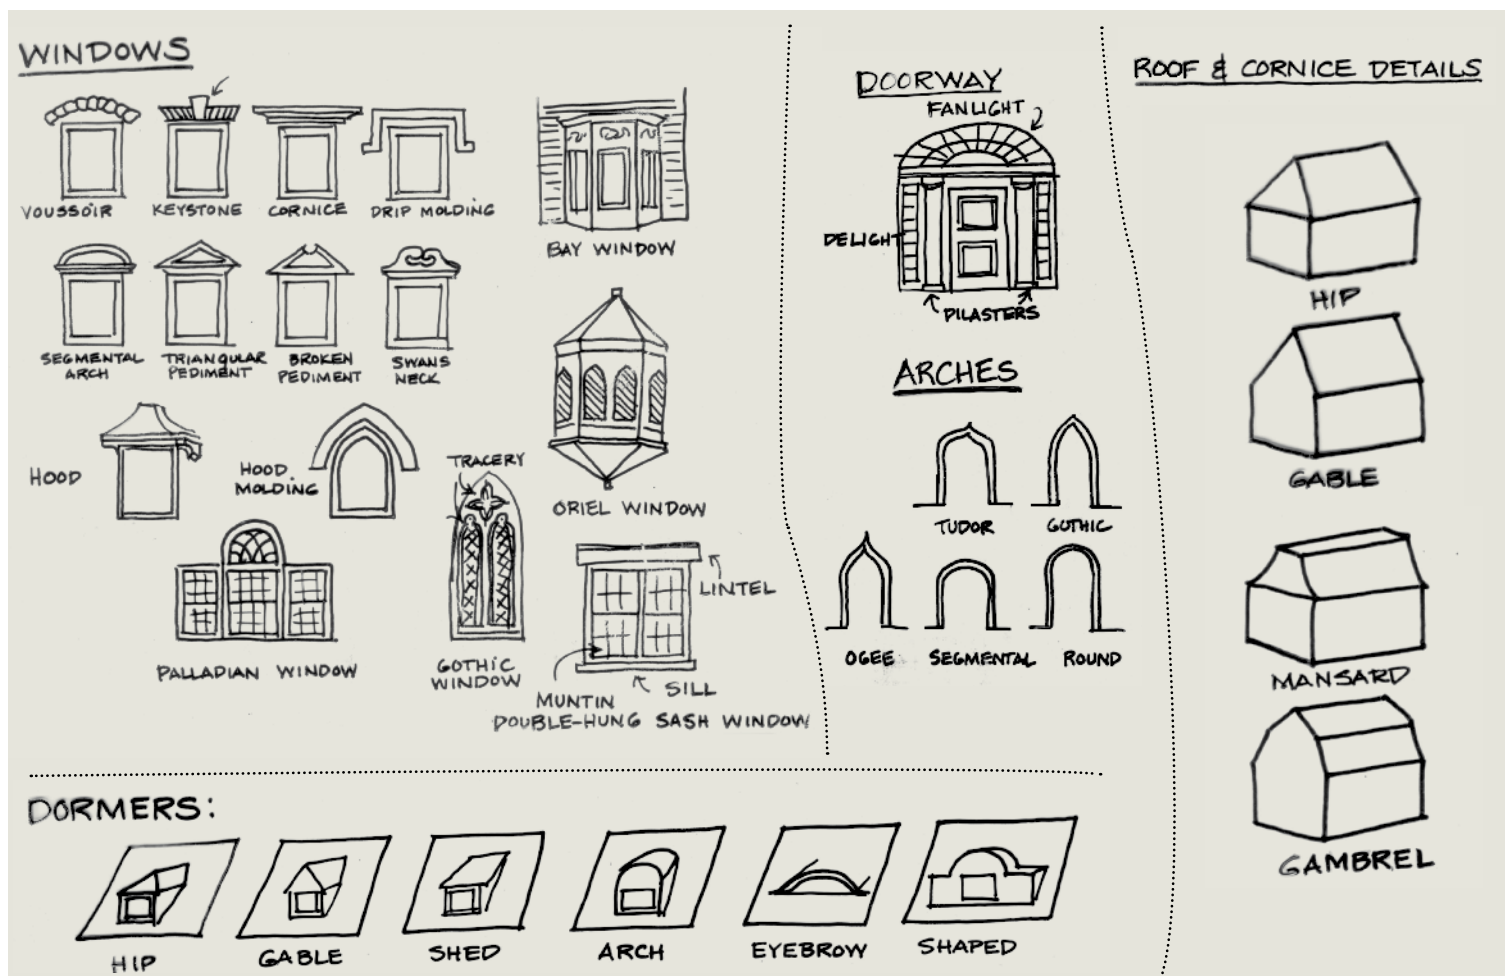 WINDOWS
VOUSSOIR
KEYSTONE
CORNICE
DRIP MOLDING
BAY WINDOW
SEGMENTAL
ARCH
TRIANGULAR
PEDIMENT
BROKEN
PEDIMENT
SWANS
NECK
HOOD
HOOD
MOLDING
TRACERY
ORIEL WINDOW
PALLADIAN WINDOW
GOTHIC
WINDOW
LINTEL
MUNTIN
SILL
DOUBLE-HUNG SASH WINDOW
DOORWAY
FANLIGHT
DELIGHT
PILASTERS
ARCHES
TUDOR
GOTHIC
OGEE
SEGMENTAL
ROUND
ROOF & CORNICE DETAILS
HIP
GABLE
MANSARD
GAMBREL
DORMERS:
HIP
GABLE
SHED
ARCH
EYEBROW
SHAPED